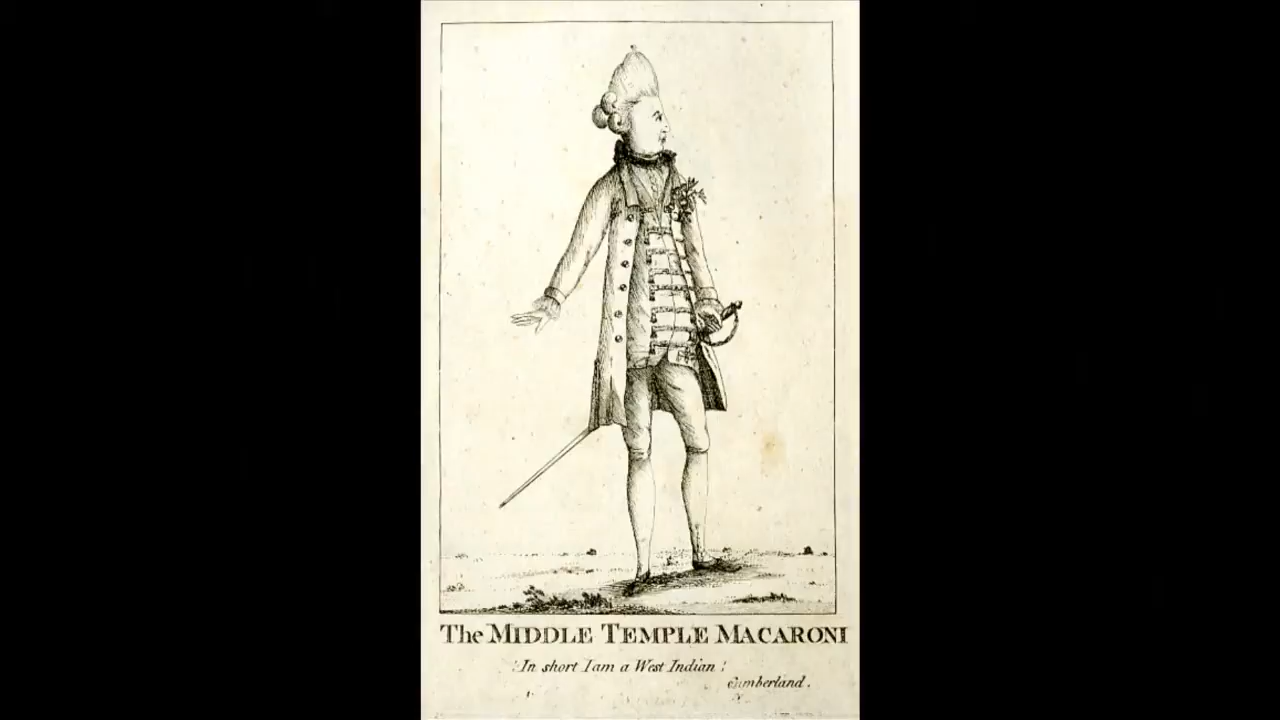 The MIDDLE TEMPLE MACARONI
'In short I am a West Indian!
Cumberland.